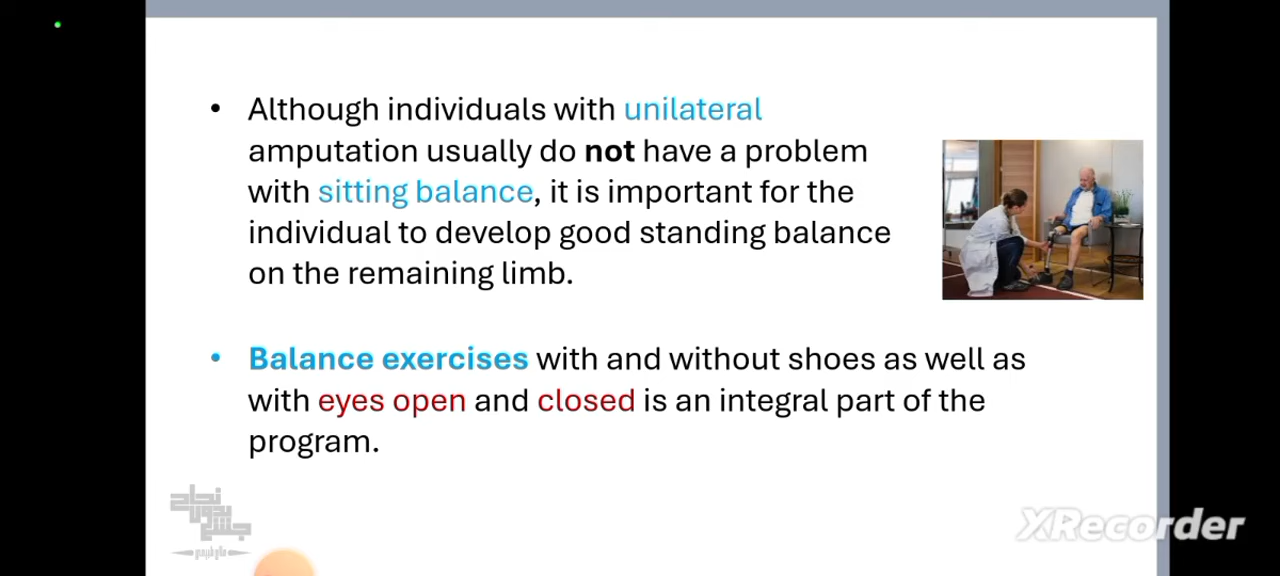 • Although individuals with unilateral
amputation usually do not have a problem
with sitting balance, it is important for the
individual to develop good standing balance
on the remaining limb.
• Balance exercises with and without shoes as well as
with eyes open and closed is an integral part of the
program.
نجاح
بدون
XRecorder